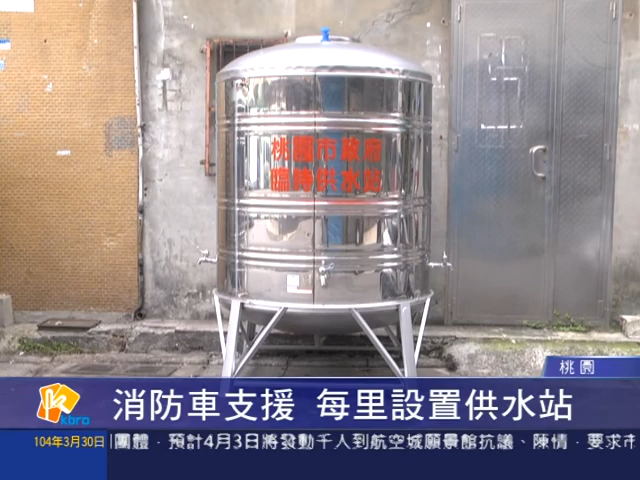 桃園市政府
臨時供水站
桃園
kbro
消防車支援 每里設置供水站
104年3月30日
團體．預計4月3日將發動千人到航空城願景館抗議、陳情．要求市